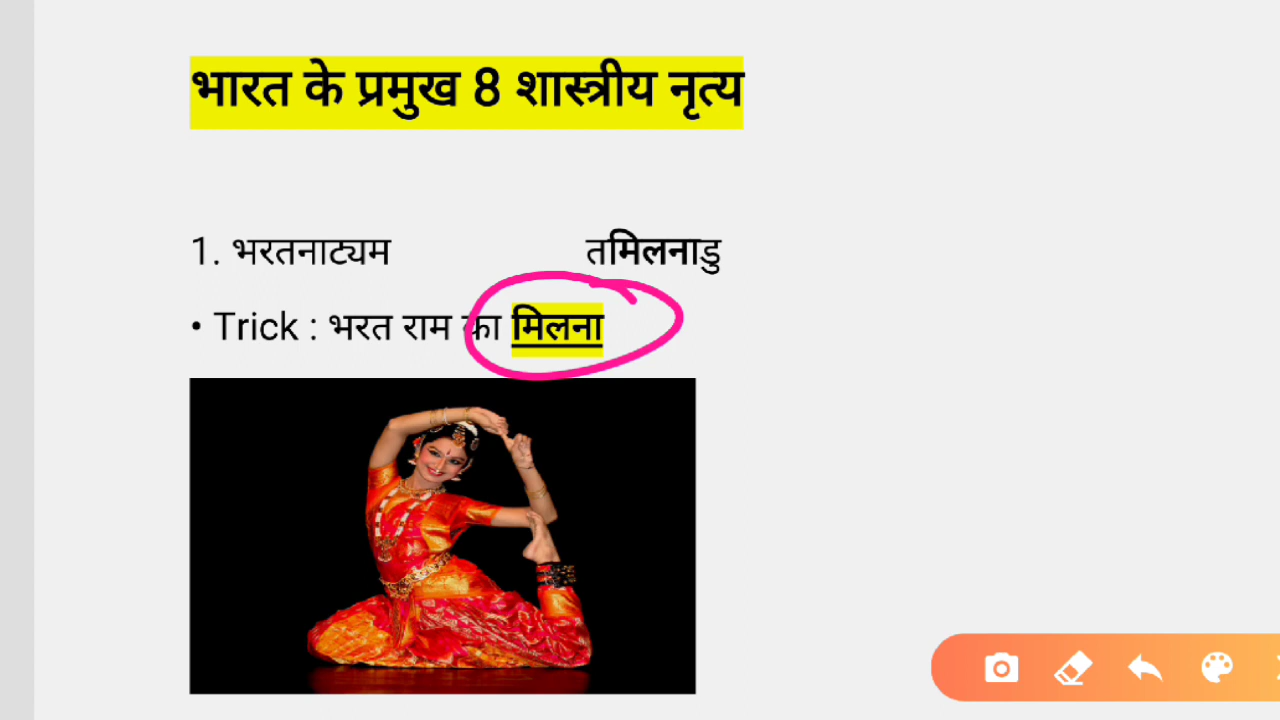 भारत के प्रमुख 8 शास्त्रीय नृत्य
1. भरतनाट्यम तमिलनाडु
• Trick : भरत राम का मिलना